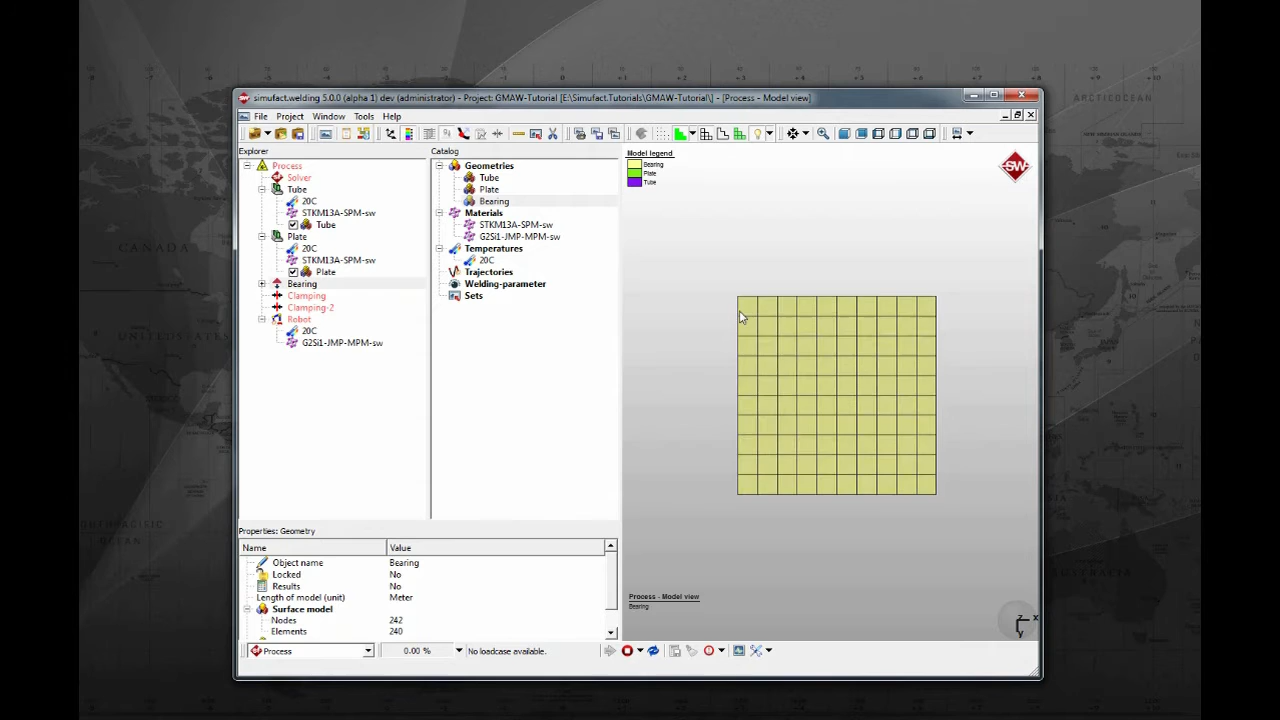 simufact.welding 5.0.0 (alpha 1) dev (administrator) - Project: GMAW-Tutorial [E:\Simufact.Tutorials\GMAW-Tutorial\] - [Process - Model view]
File Project Window Tools Help
Explorer
Process
Solver
Tube
20C
STKM13A-SPM-sw
Tube
Plate
20C
STKM13A-SPM-sw
Plate
Bearing
Clamping
Clamping-2
Robot
20C
G2Si1-JMP-MPM-sw
Catalog
Geometries
Tube
Plate
Bearing
Materials
STKM13A-SPM-sw
G2Si1-JMP-MPM-sw
Temperatures
20C
Trajectories
Welding-parameter
Sets
Model legend
Bearing
Plate
Tube
SW
Process - Model view
Bearing
z x
y
Properties: Geometry
Name Value
Object name Bearing
Locked No
Results No
Length of model (unit) Meter
Surface model
Nodes 242
Elements 240
Process 0.00 % No loadcase available.
ARCTICOCEAN
CANADA
UNITED STATES